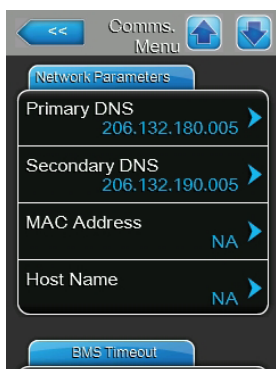 <<
Comms.
Menu
Network Parameters
Primary DNS
206.132.180.005
Secondary DNS
206.132.190.005
MAC Address
NA
Host Name
NA
BMS Timeout